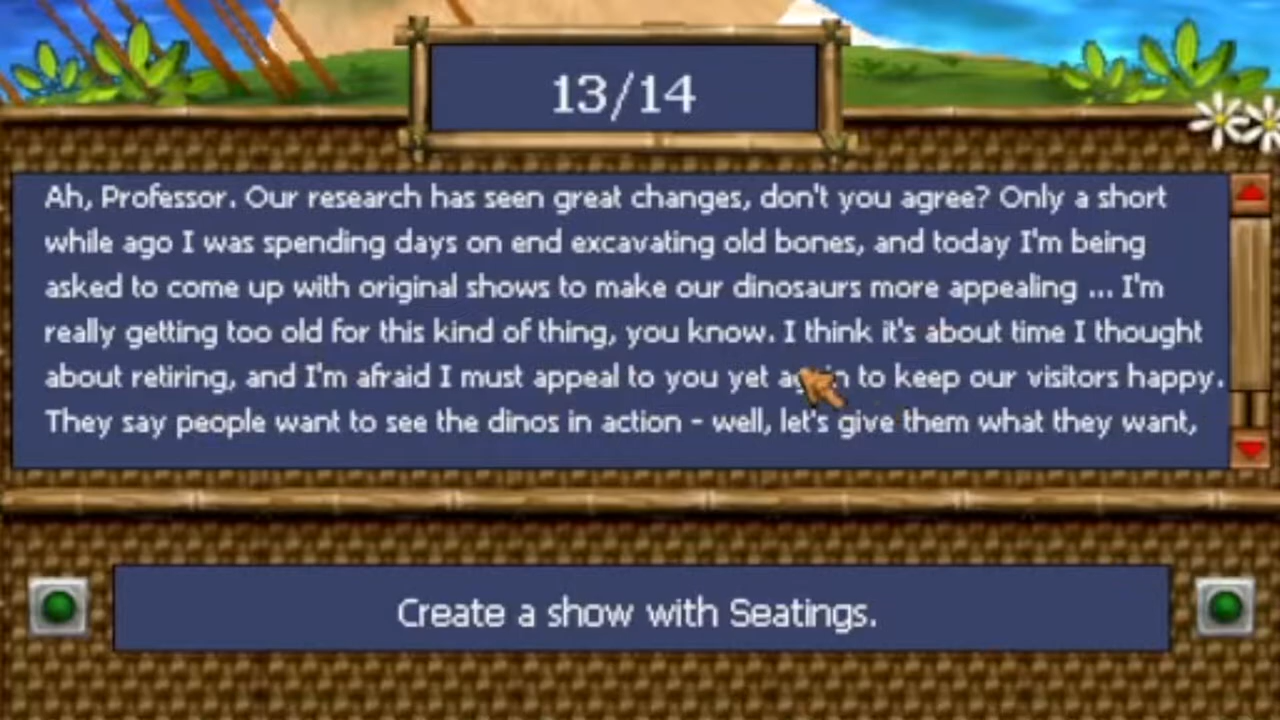 13/14
Ah, Professor. Our research has seen great changes, don't you agree? Only a short
while ago I was spending days on end excavating old bones, and today I'm being
asked to come up with original shows to make our dinosaurs more appealing ... I'm
really getting too old for this kind of thing, you know. I think it's about time I thought
about retiring, and I'm afraid I must appeal to you yet again to keep our visitors happy.
They say people want to see the dinos in action - well, let's give them what they want,
Create a show with Seatings.